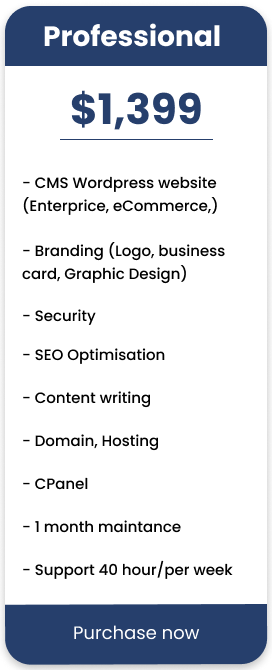 Professional
$1,399
- CMS Wordpress website
(Enterprice, eCommerce,)
- Branding (Logo, business
card, Graphic Design)
- Security
- SEO Optimisation
- Content writing
- Domain, Hosting
- CPanel
- 1 month maintance
- Support 40 hour/per week
Purchase now